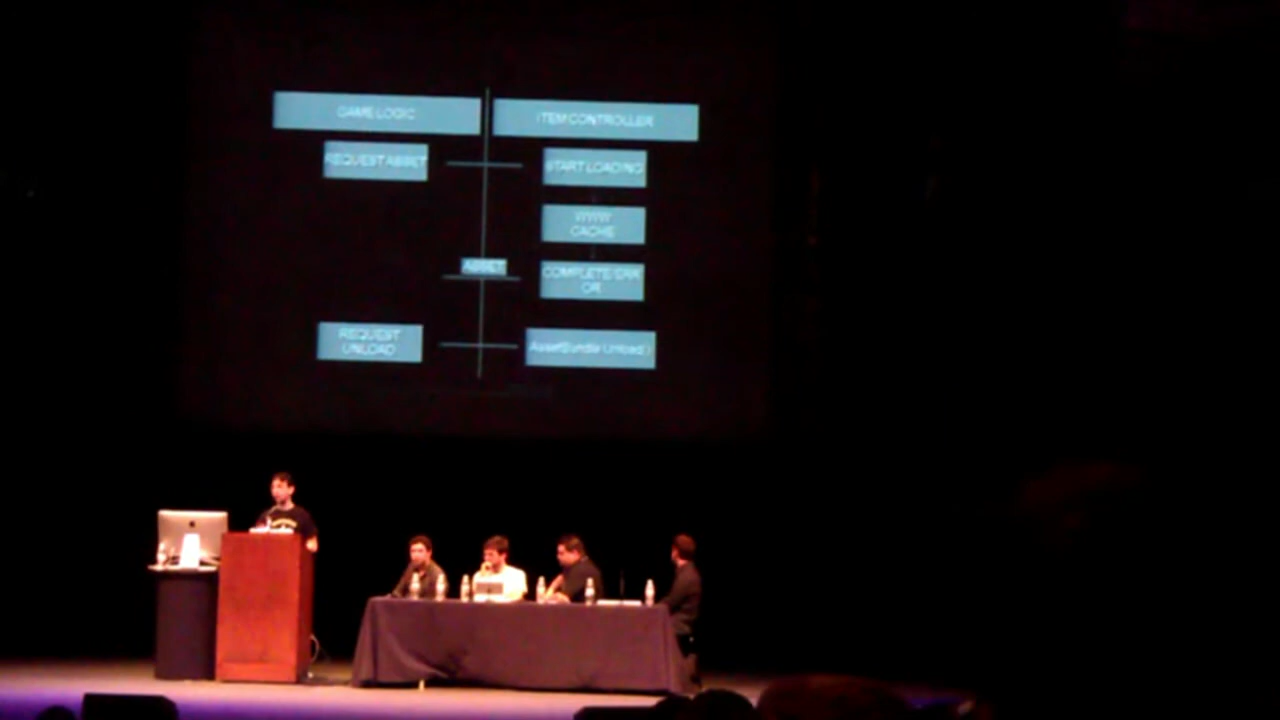 GAME LOGIC
ITEM CONTROLLER
REQUEST ASSET
START LOADING
WWW
CACHE
ASSET
COMPLETE/ERR
OR
REQUEST
UNLOAD
AssetBundle.Unload()